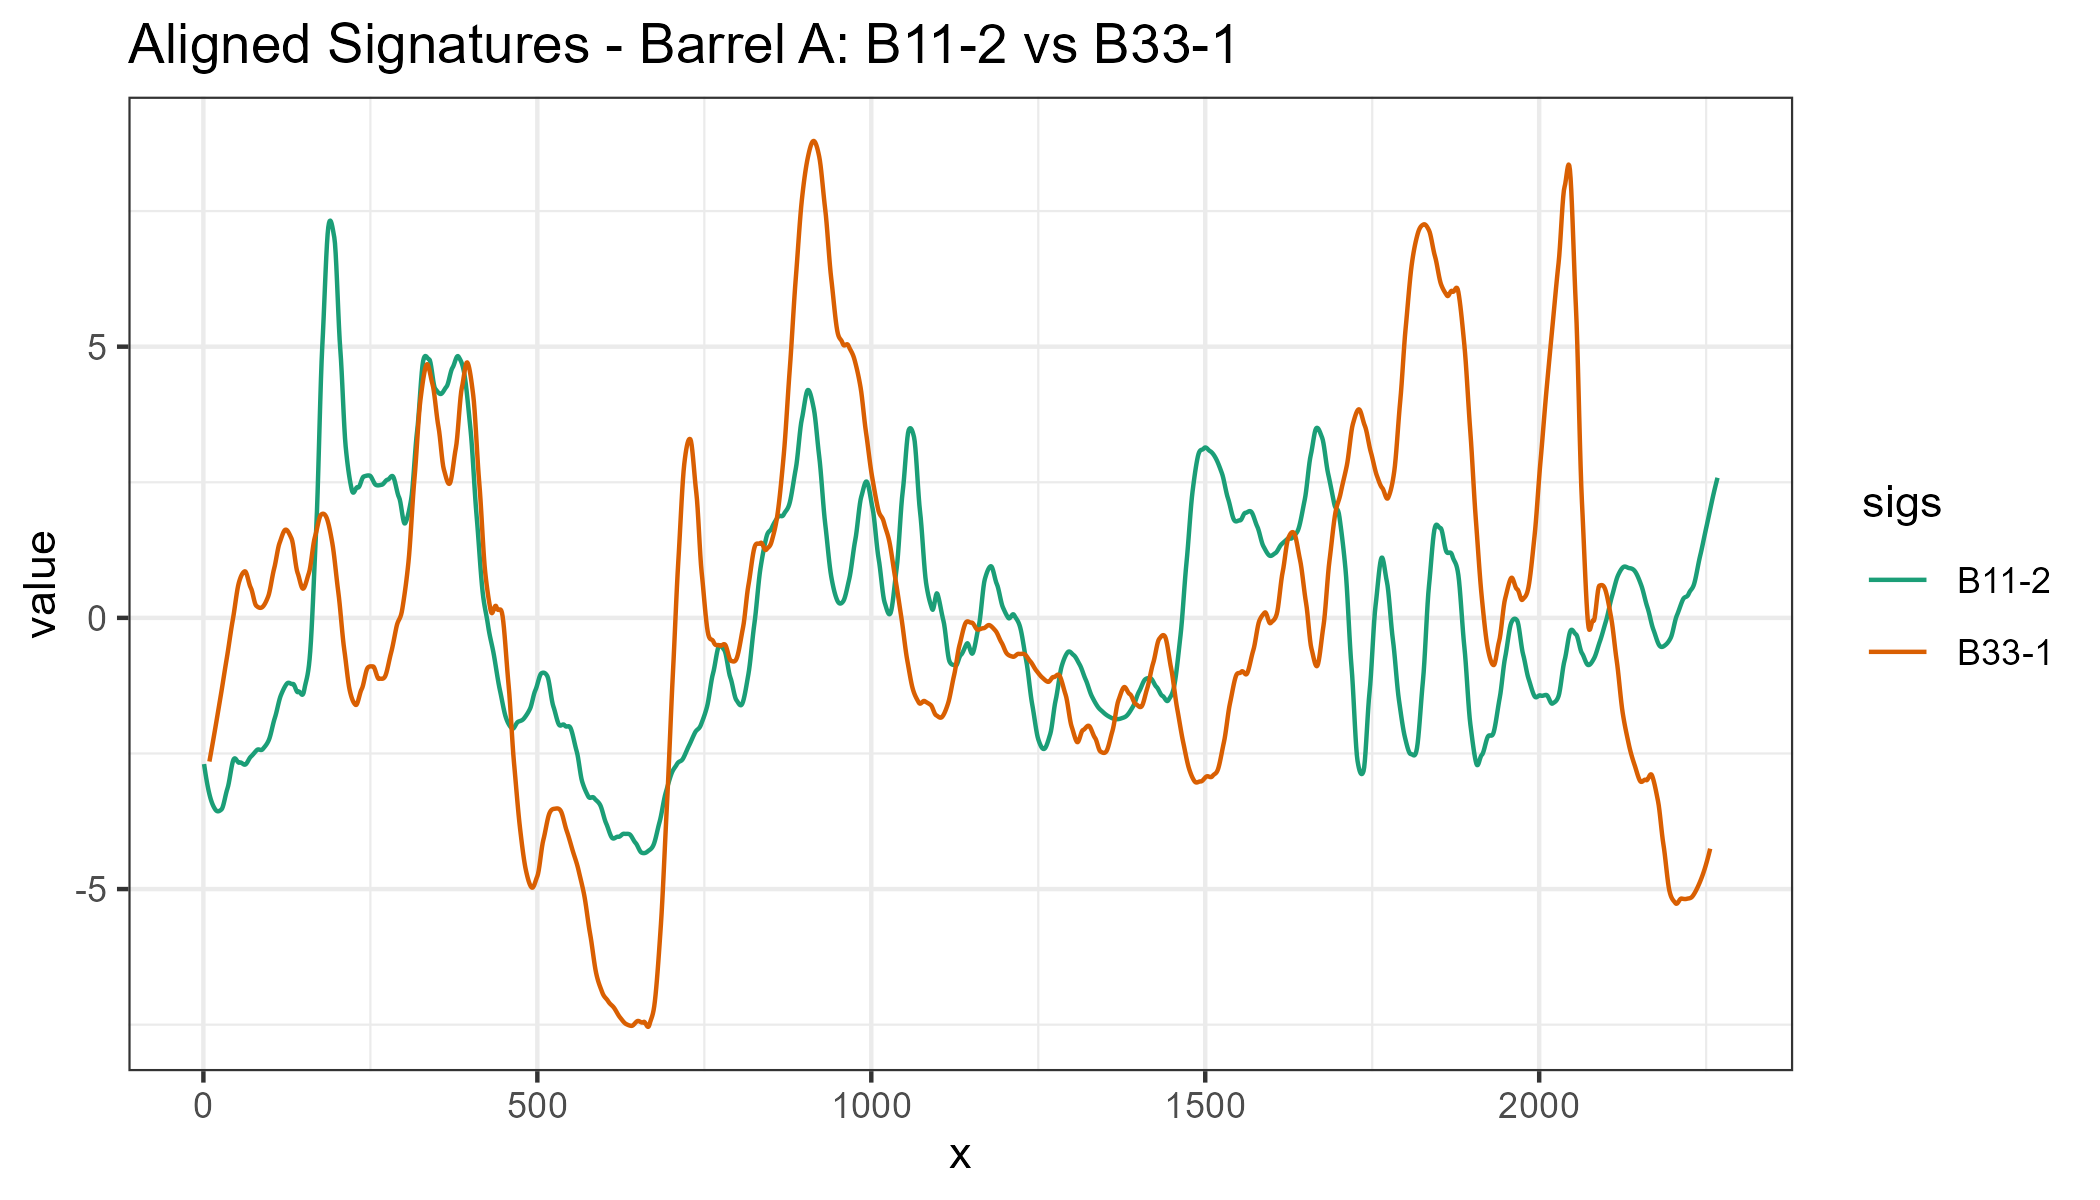 Aligned Signatures - Barrel A: B11-2 vs B33-1
value
5
0
-5
0 500 1000 1500 2000
x
sigs
B11-2
B33-1